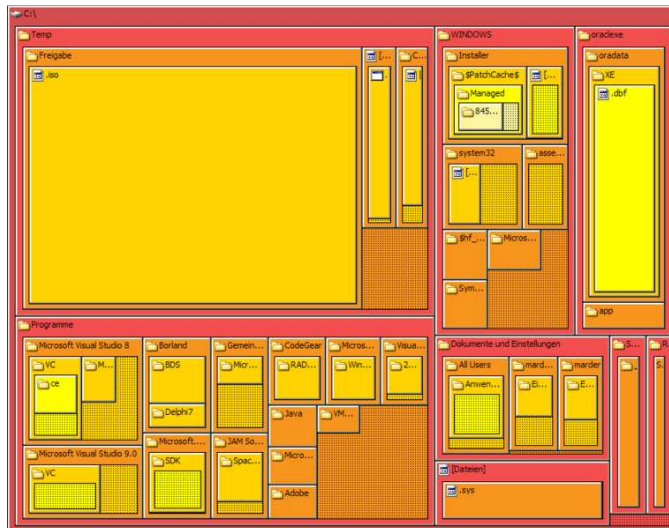 C:\
Temp
Freigabe
.iso
[...
.
C...
[
WINDOWS
Installer
$PatchCache$
Managed
845...
[...
system32
[...
asse...
$hf_...
Micros...
Sym...
oraclexe
oradata
XE
.dbf
app
Programme
Microsoft Visual Studio 8
VC
ce
M...
Microsoft Visual Studio 9.0
VC
Borland
BDS
Delphi7
Microsoft....
SDK
Gemein...
Micr...
JAM So...
Spac...
CodeGear
RAD...
Java
Micro...
Adobe
Micros...
Win...
VM...
Visua...
2...
Dokumente und Einstellungen
All Users
Anwen...
mard...
Ei...
marder
E...
[Dateien]
.sys
S...
R
S.